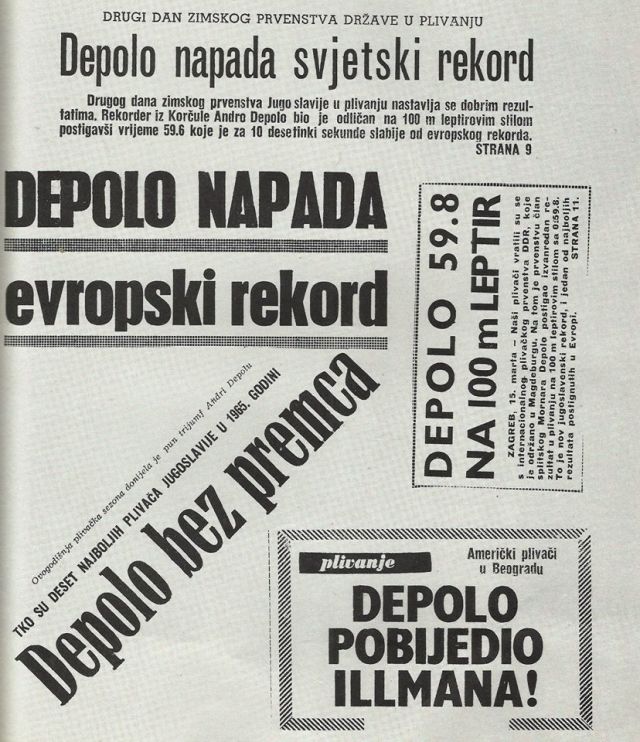 DRUGI DAN ZIMSKOG PRVENSTVA DRŽAVE U PLIVANJU
Depolo napada svjetski rekord
Drugog dana zimskog prvenstva Jugoslavije u plivanju nastavlja se dobrim rezul-
tatima. Rekorder iz Korčule Andro Depolo bio je odličan na 100 m leptirovim stilom
postigavši vrijeme 59.6 koje je za 10 desetinki sekunde slabije od evropskog rekorda.
STRANA 9
DEPOLO NAPADA
evropski rekord
DEPOLO 59.8
NA 100 m LEPTIR
ZAGREB, 15. marta — Naši plivači vratili su se
s internacionalnog plivačkog prvenstva DDR, koje
je održano u Magdeburgu. Na tom je prvenstvu član
splitskog Mornara Depolo postigao izvanredan re-
zultat u plivanju na 100 m leptirovim stilom sa 0:59.8.
To je nov jugoslavenski rekord, i jedan od najboljih
rezultata postignutih u Evropi. STRANA 11.
Ovogodišnja plivačka sezona donijela je pun trijumf Andri Depolu
TKO SU DESET NAJBOLJIH PLIVAČA JUGOSLAVIJE U 1965. GODINI
Depolo bez premca
plivanje
Američki plivači
u Beogradu
DEPOLO
POBIJEDIO
ILLMANA!